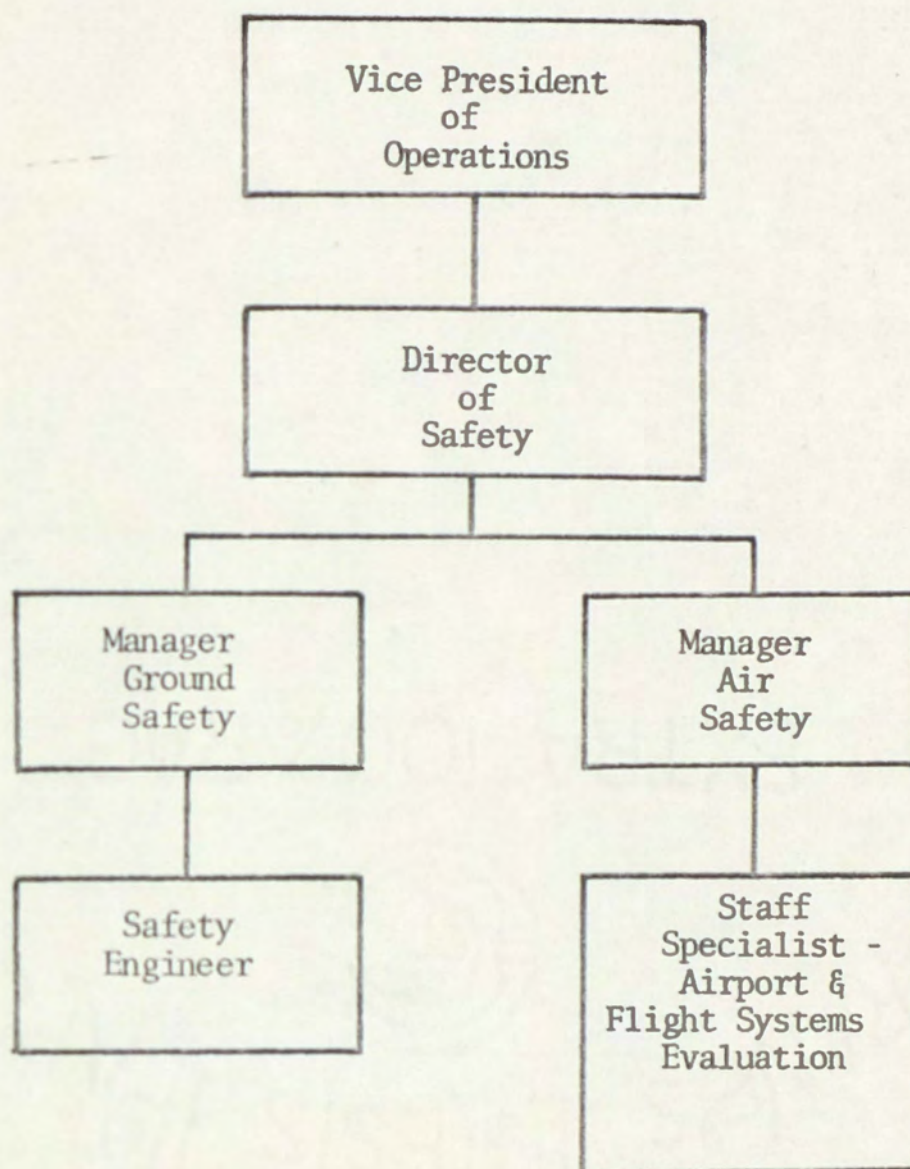 Vice President
of
Operations
Director
of
Safety
Manager
Ground
Safety
Manager
Air
Safety
Safety
Engineer
Staff
Specialist -
Airport &
Flight Systems
Evaluation